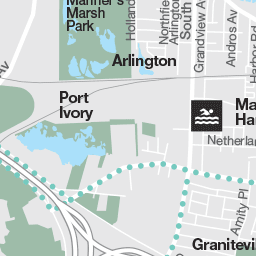 Mariner's
Marsh
Park
Holland
Northfield
Arlington
South
Grandview Av
Andros Av
Harbor Rd
Av
Arlington
Port
Ivory
Ma
Ha
Netherla
Amity Pl
Granitevi